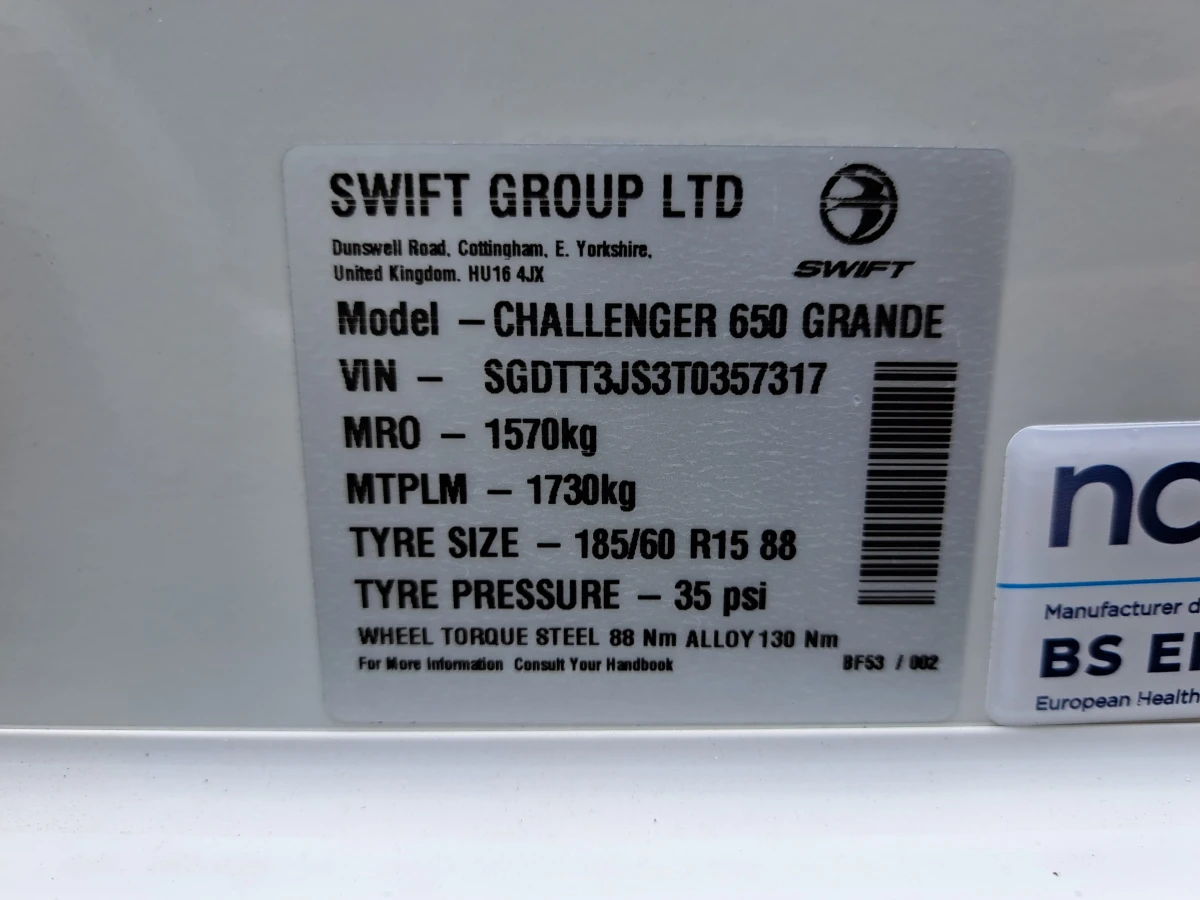 SWIFT GROUP LTD
SWIFT
Dunswell Road, Cottingham, E. Yorkshire,
United Kingdom. HU16 4JX
Model – CHALLENGER 650 GRANDE
VIN – SGDTT3JS3T0357317
MRO – 1570kg
MTPLM – 1730kg
TYRE SIZE – 185/60 R15 88
TYRE PRESSURE – 35 psi
WHEEL TORQUE STEEL 88 Nm ALLOY 130 Nm
For More Information Consult Your Handbook
BF53 / 002
Manufacturer
BS
European Health